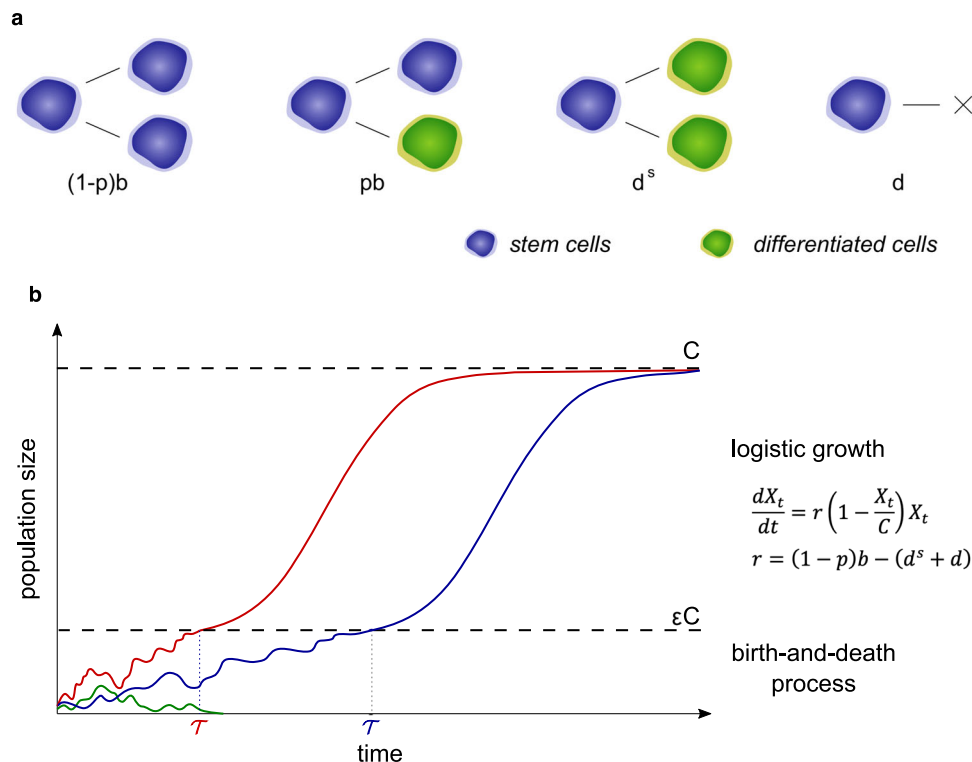 a
(1-p)b
pb
d^s
d
stem cells
differentiated cells
b
C
logistic growth
dX_t/dt = r(1 - X_t/C)X_t
r = (1 - p)b - (d^s + d)
εC
birth-and-death
process
population size
τ
τ
time